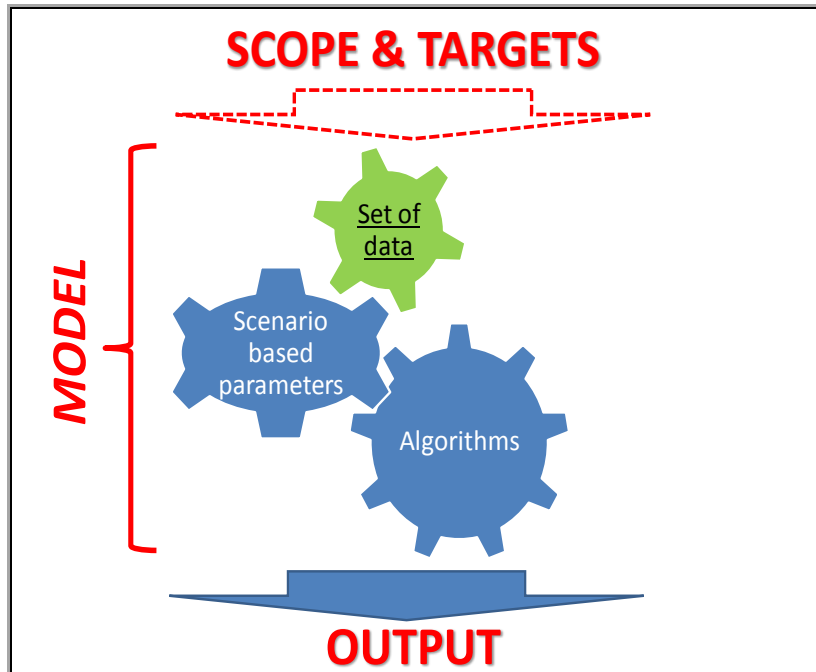 SCOPE & TARGETS
MODEL
Set of
data
Scenario
based
parameters
Algorithms
OUTPUT